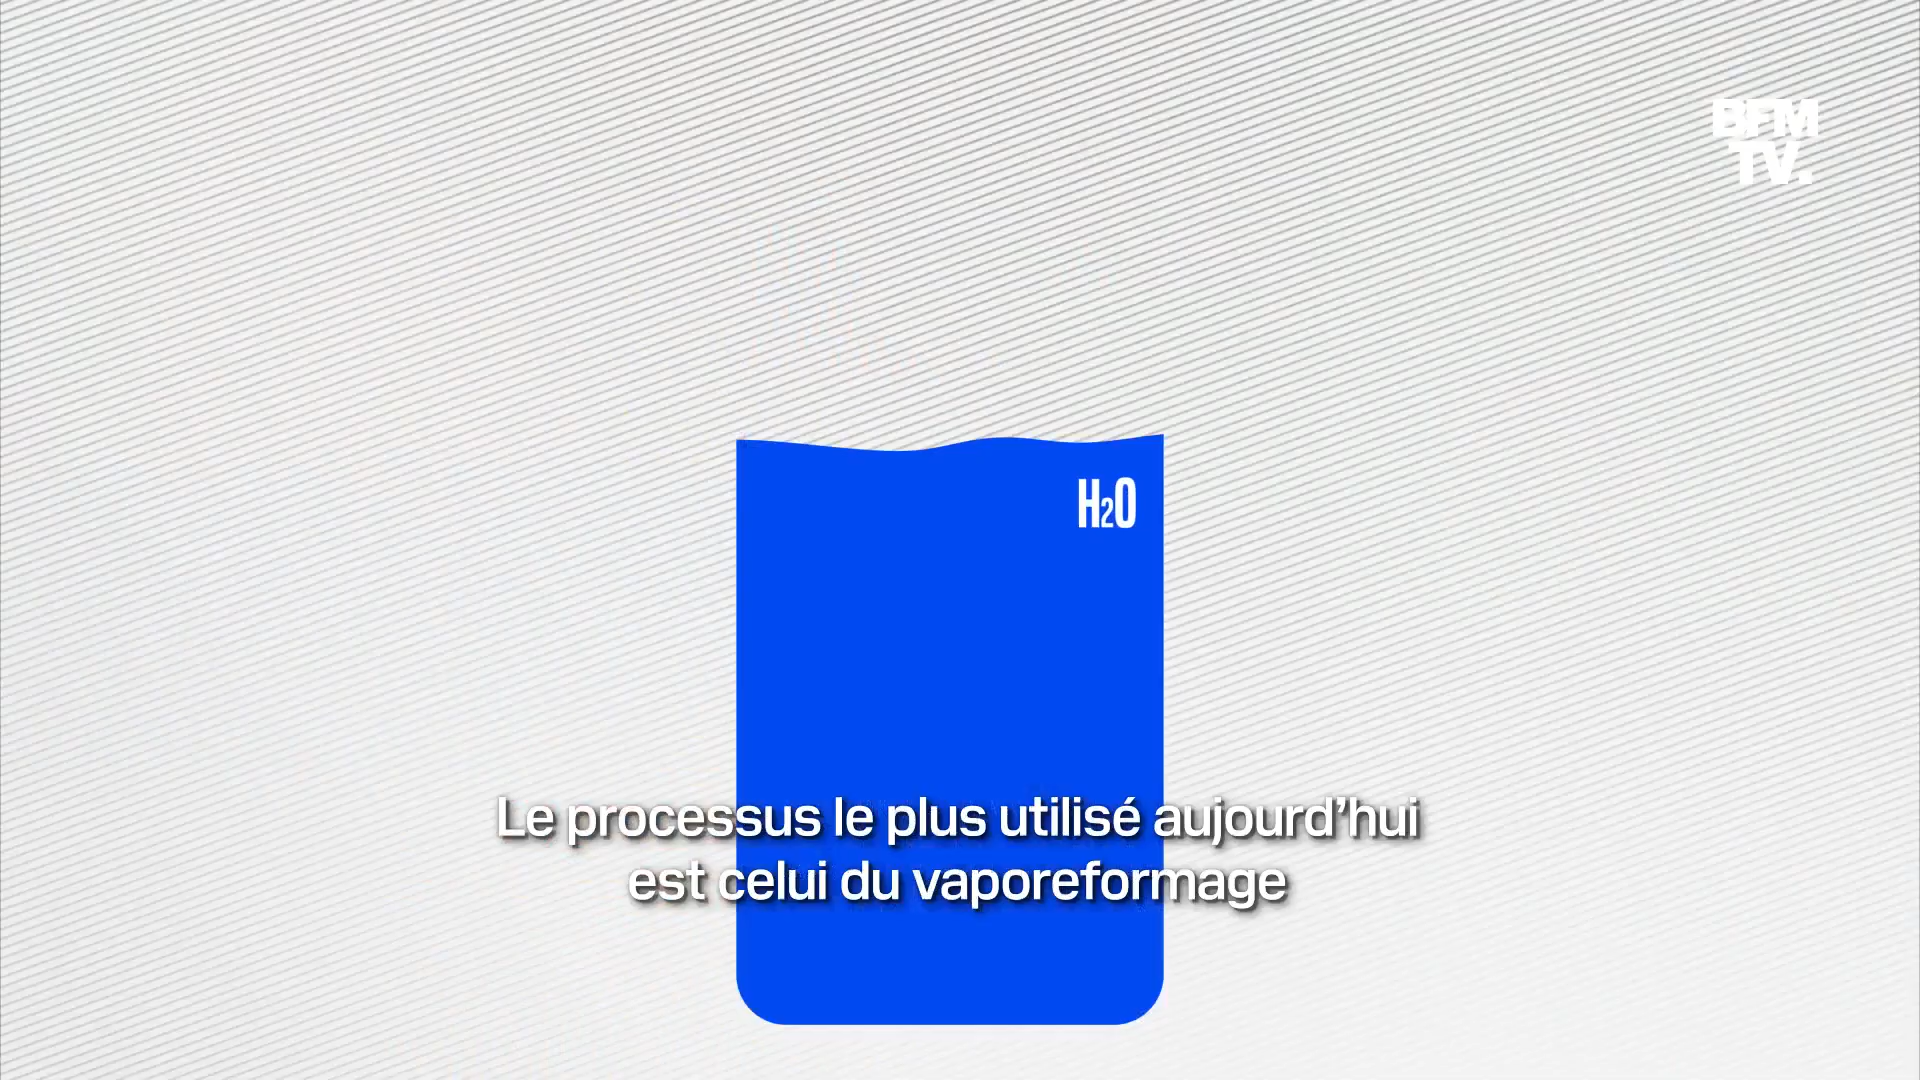 BFM
TV.
H₂O
Le processus le plus utilisé aujourd’hui
est celui du vaporeformage